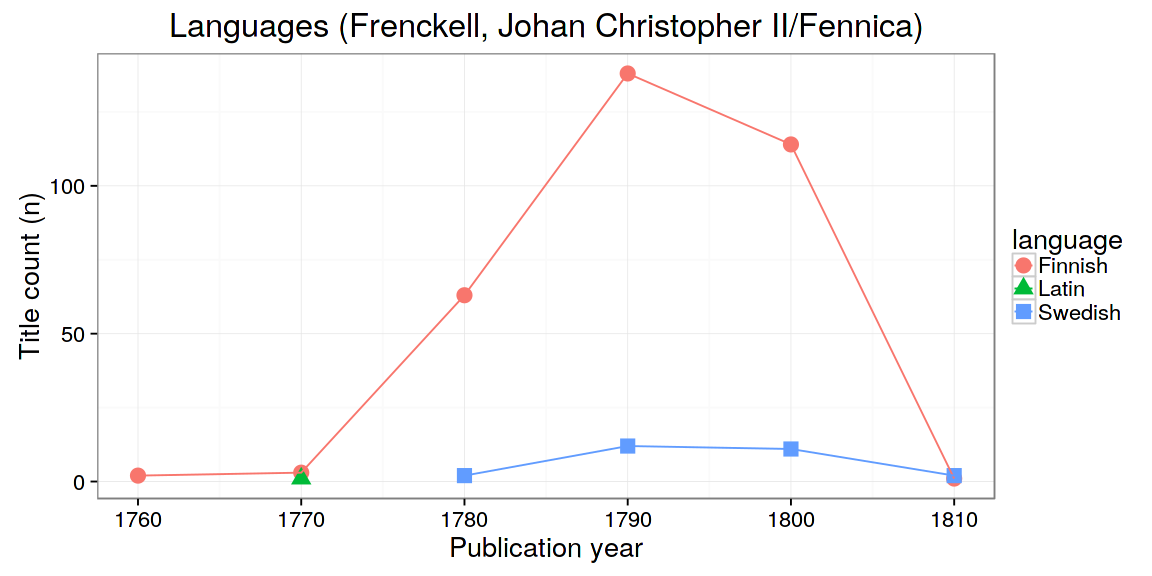 Languages (Frenckell, Johan Christopher II/Fennica)
Title count (n)
100
50
0
1760 1770 1780 1790 1800 1810
Publication year
language
Finnish
Latin
Swedish